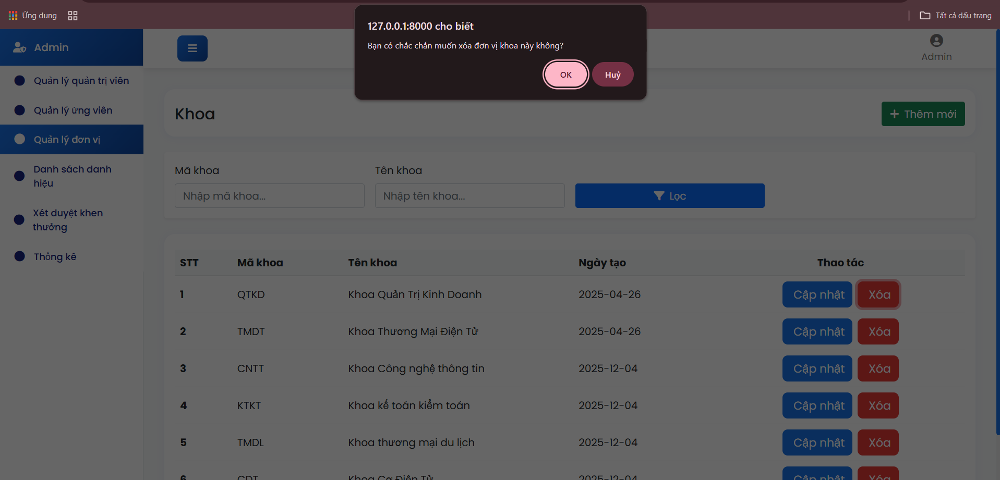 Ứng dụng
Tất cả dấu trang
127.0.0.1:8000 cho biết
Bạn có chắc chắn muốn xóa đơn vị khoa này không?
OK
Huỷ
Admin
Admin
Quản lý quản trị viên
Quản lý ứng viên
Quản lý đơn vị
Danh sách danh
hiệu
Xét duyệt khen
thưởng
Thống kê
Khoa
Thêm mới
Mã khoa
Tên khoa
Nhập mã khoa...
Nhập tên khoa...
Lọc
STT Mã khoa Tên khoa Ngày tạo Thao tác
1 QTKD Khoa Quản Trị Kinh Doanh 2025-04-26 Cập nhật Xóa
2 TMDT Khoa Thương Mại Điện Tử 2025-04-26 Cập nhật Xóa
3 CNTT Khoa Công nghệ thông tin 2025-12-04 Cập nhật Xóa
4 KTKT Khoa kế toán kiểm toán 2025-12-04 Cập nhật Xóa
5 TMDL Khoa thương mại du lịch 2025-12-04 Cập nhật Xóa
6 CDT Khoa Cơ Điện Tử 2025-12-04 Cập nhật Xóa